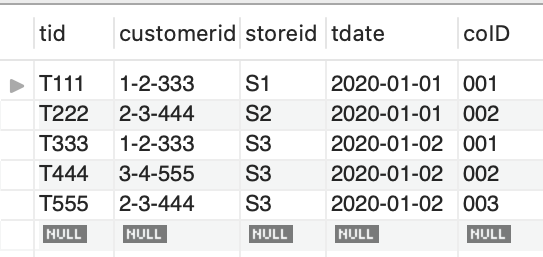 tid customerid storeid tdate coID
T111 1-2-333 S1 2020-01-01 001
T222 2-3-444 S2 2020-01-01 002
T333 1-2-333 S3 2020-01-02 001
T444 3-4-555 S3 2020-01-02 002
T555 2-3-444 S3 2020-01-02 003
NULL NULL NULL NULL NULL